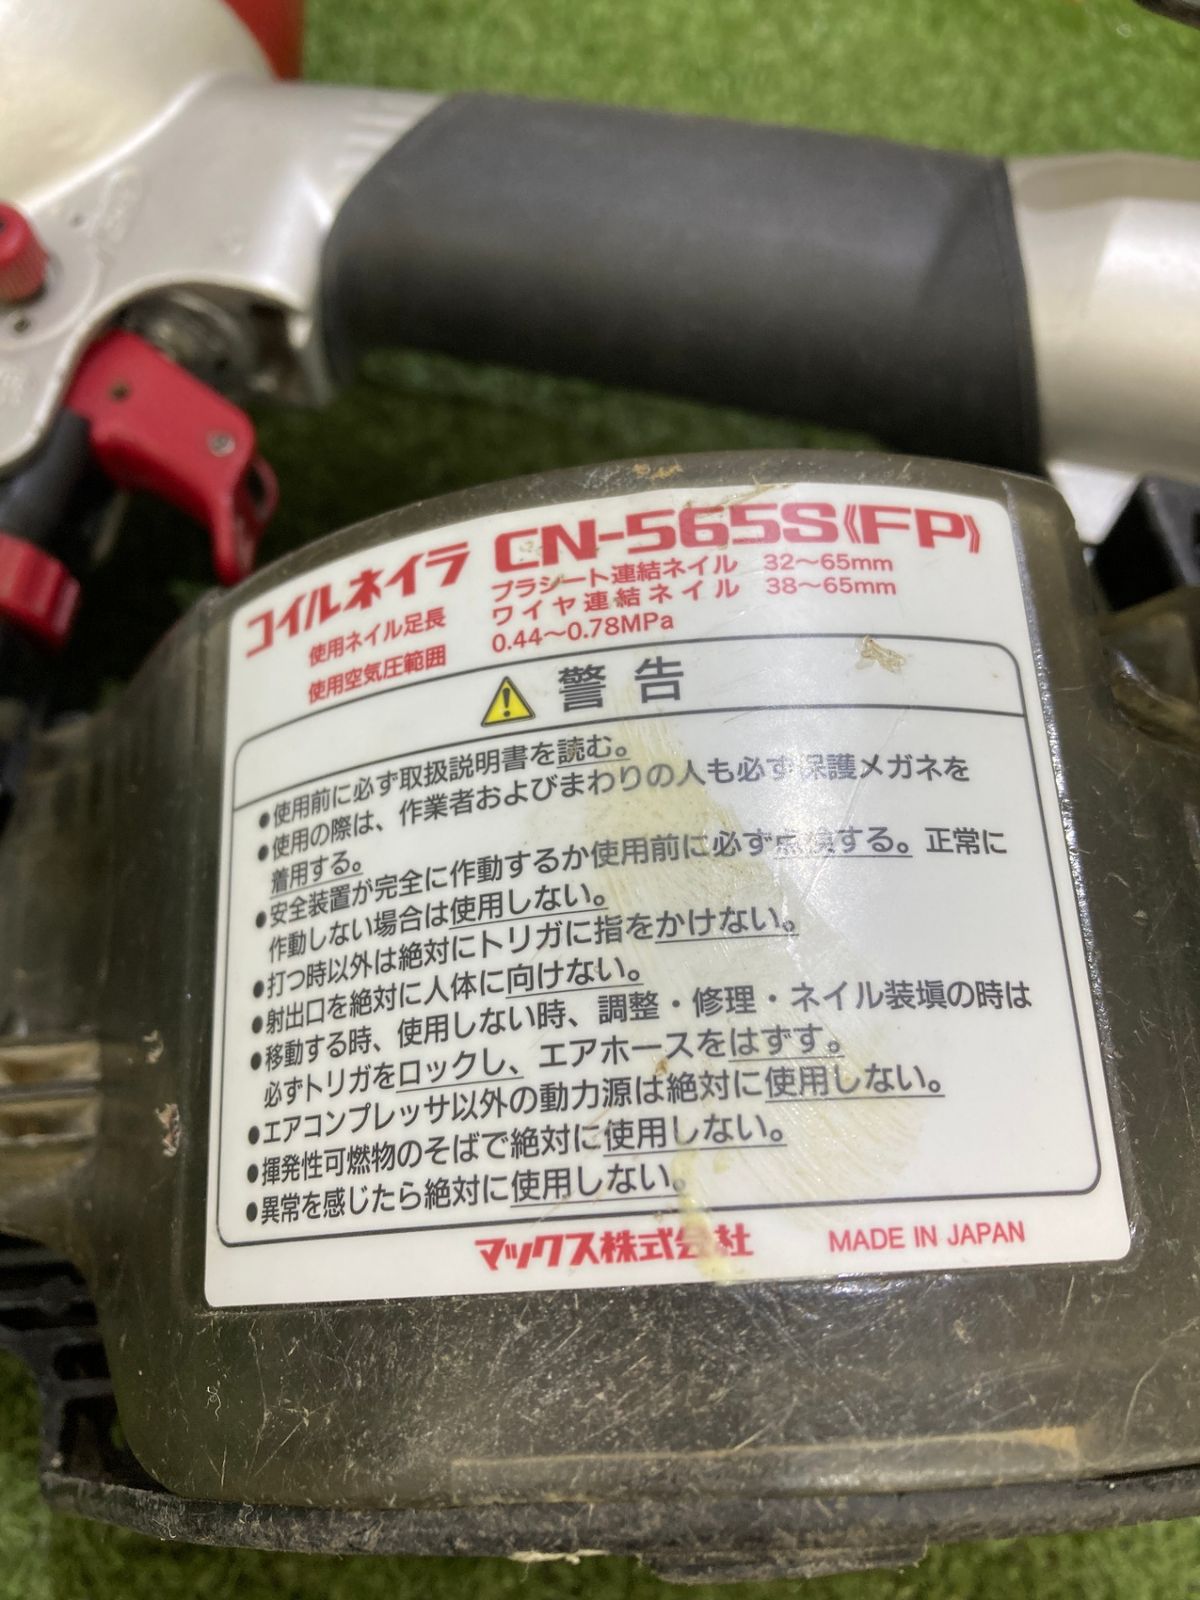 コイルネイラ CN-565S《FP》
使用ネイル足長 プラシート連結ネイル 32〜65mm
ワイヤ連結ネイル 38〜65mm
使用空気圧範囲 0.44〜0.78MPa
警告
●使用前に必ず取扱説明書を読む。
●使用の際は、作業者およびまわりの人も必ず保護メガネを
着用する。
●安全装置が完全に作動するか使用前に必ず点検する。正常に
作動しない場合は使用しない。
●打つ時以外は絶対にトリガに指をかけない。
●射出口を絶対に人体に向けない。
●移動する時、使用しない時、調整・修理・ネイル装塡の時は
必ずトリガをロックし、エアホースをはずす。
●エアコンプレッサ以外の動力源は絶対に使用しない。
●揮発性可燃物のそばで絶対に使用しない。
●異常を感じたら絶対に使用しない。
マックス株式会社 MADE IN JAPAN